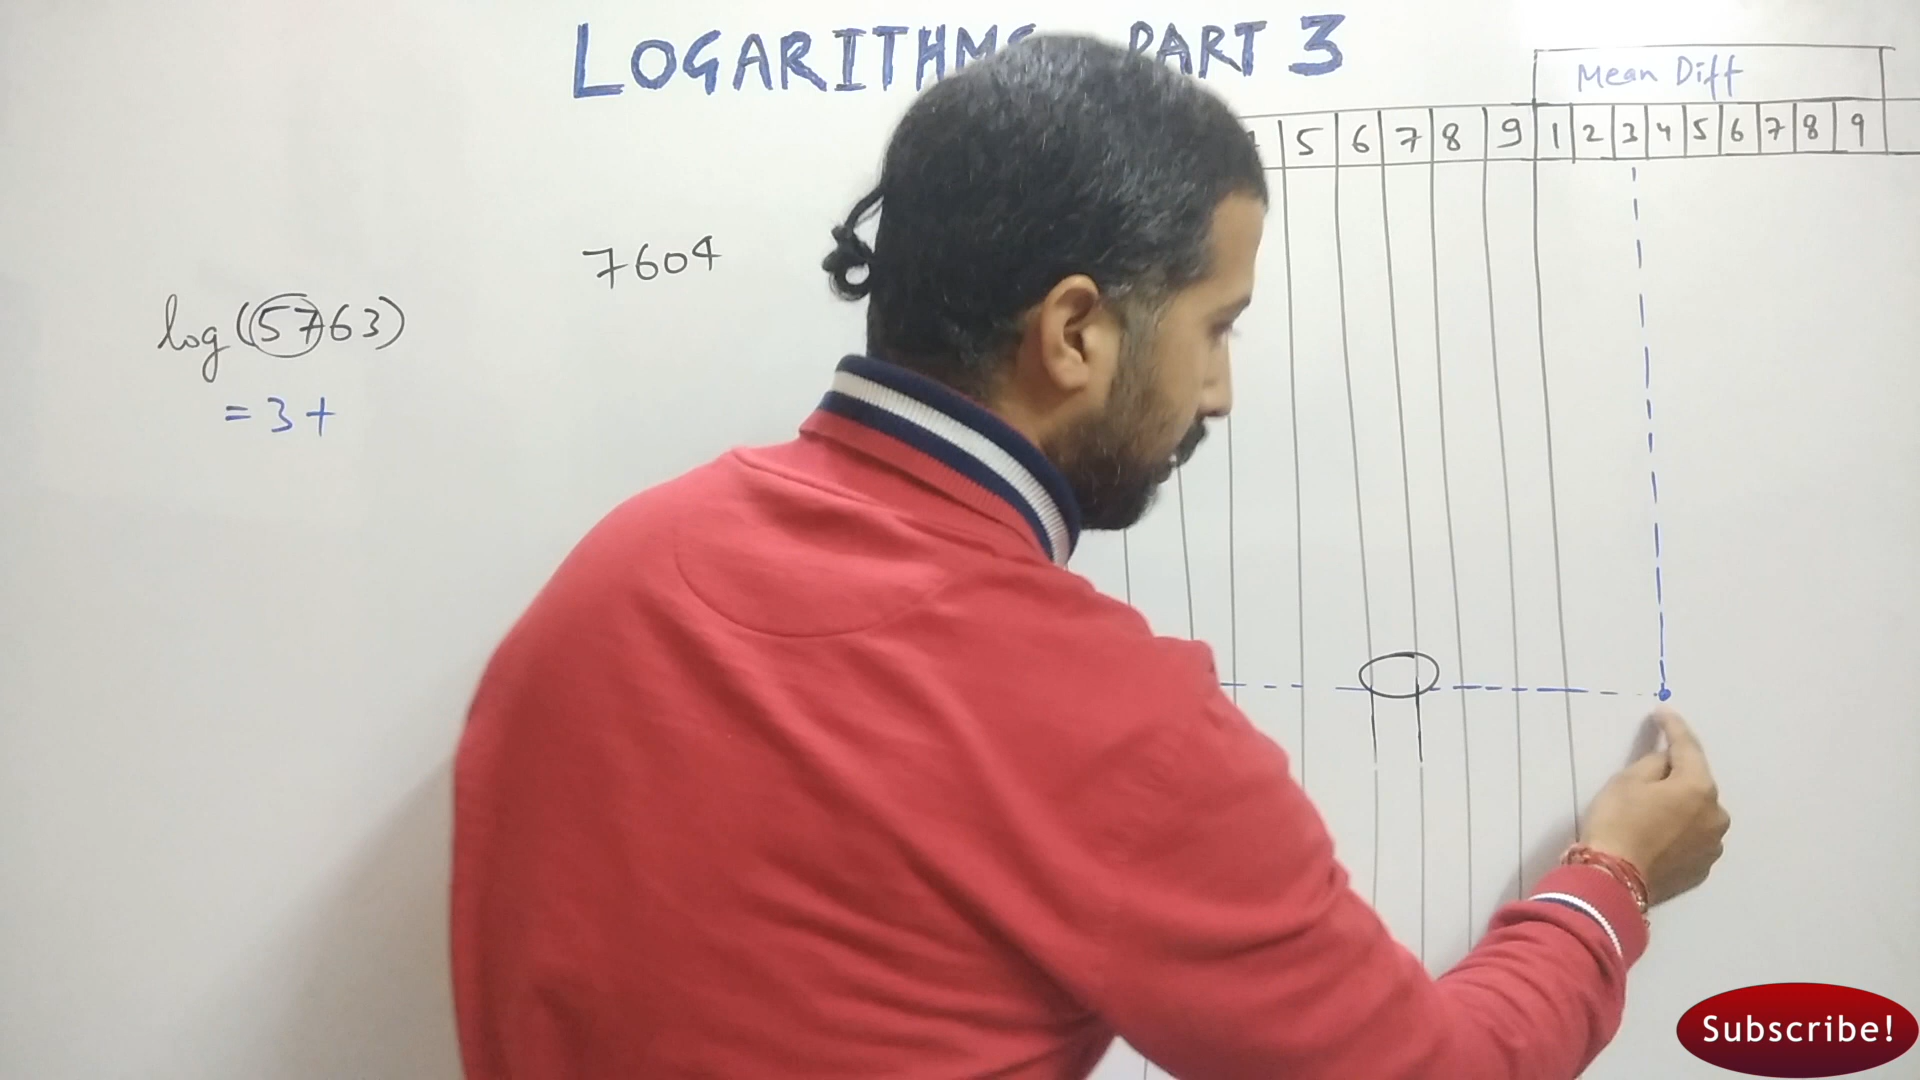 LOGARITHMS PART 3
Mean Diff
5 6 7 8 9 1 2 3 4 5 6 7 8 9
7604
log (5763)
= 3 +
Subscribe!